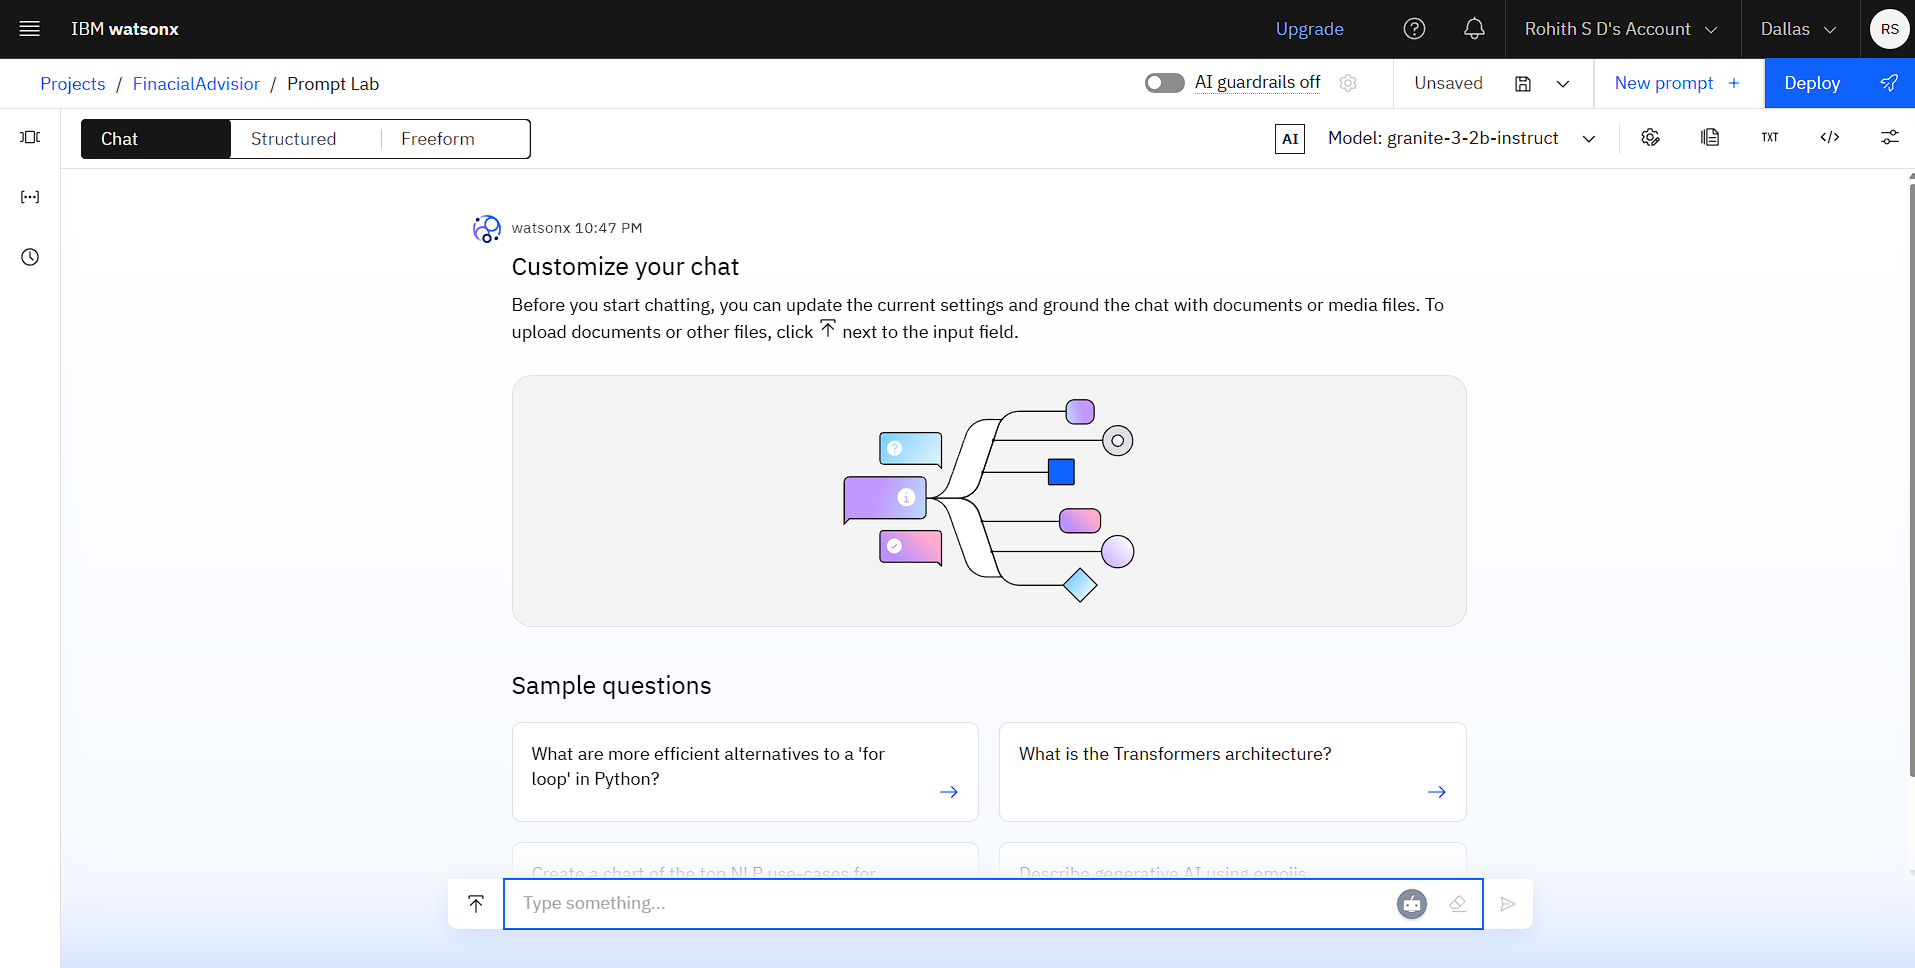 IBM watsonx
Upgrade
Rohith S D's Account
Dallas
RS
Projects / FinacialAdvisior / Prompt Lab
AI guardrails off
Unsaved
New prompt +
Deploy
Chat
Structured
Freeform
AI
Model: granite-3-2b-instruct
TXT
watsonx 10:47 PM
Customize your chat
Before you start chatting, you can update the current settings and ground the chat with documents or media files. To
upload documents or other files, click next to the input field.
Sample questions
What are more efficient alternatives to a 'for
loop' in Python?
What is the Transformers architecture?
Create a chart of the top NLP use-cases for
Describe generative AI using emojis
Type something...